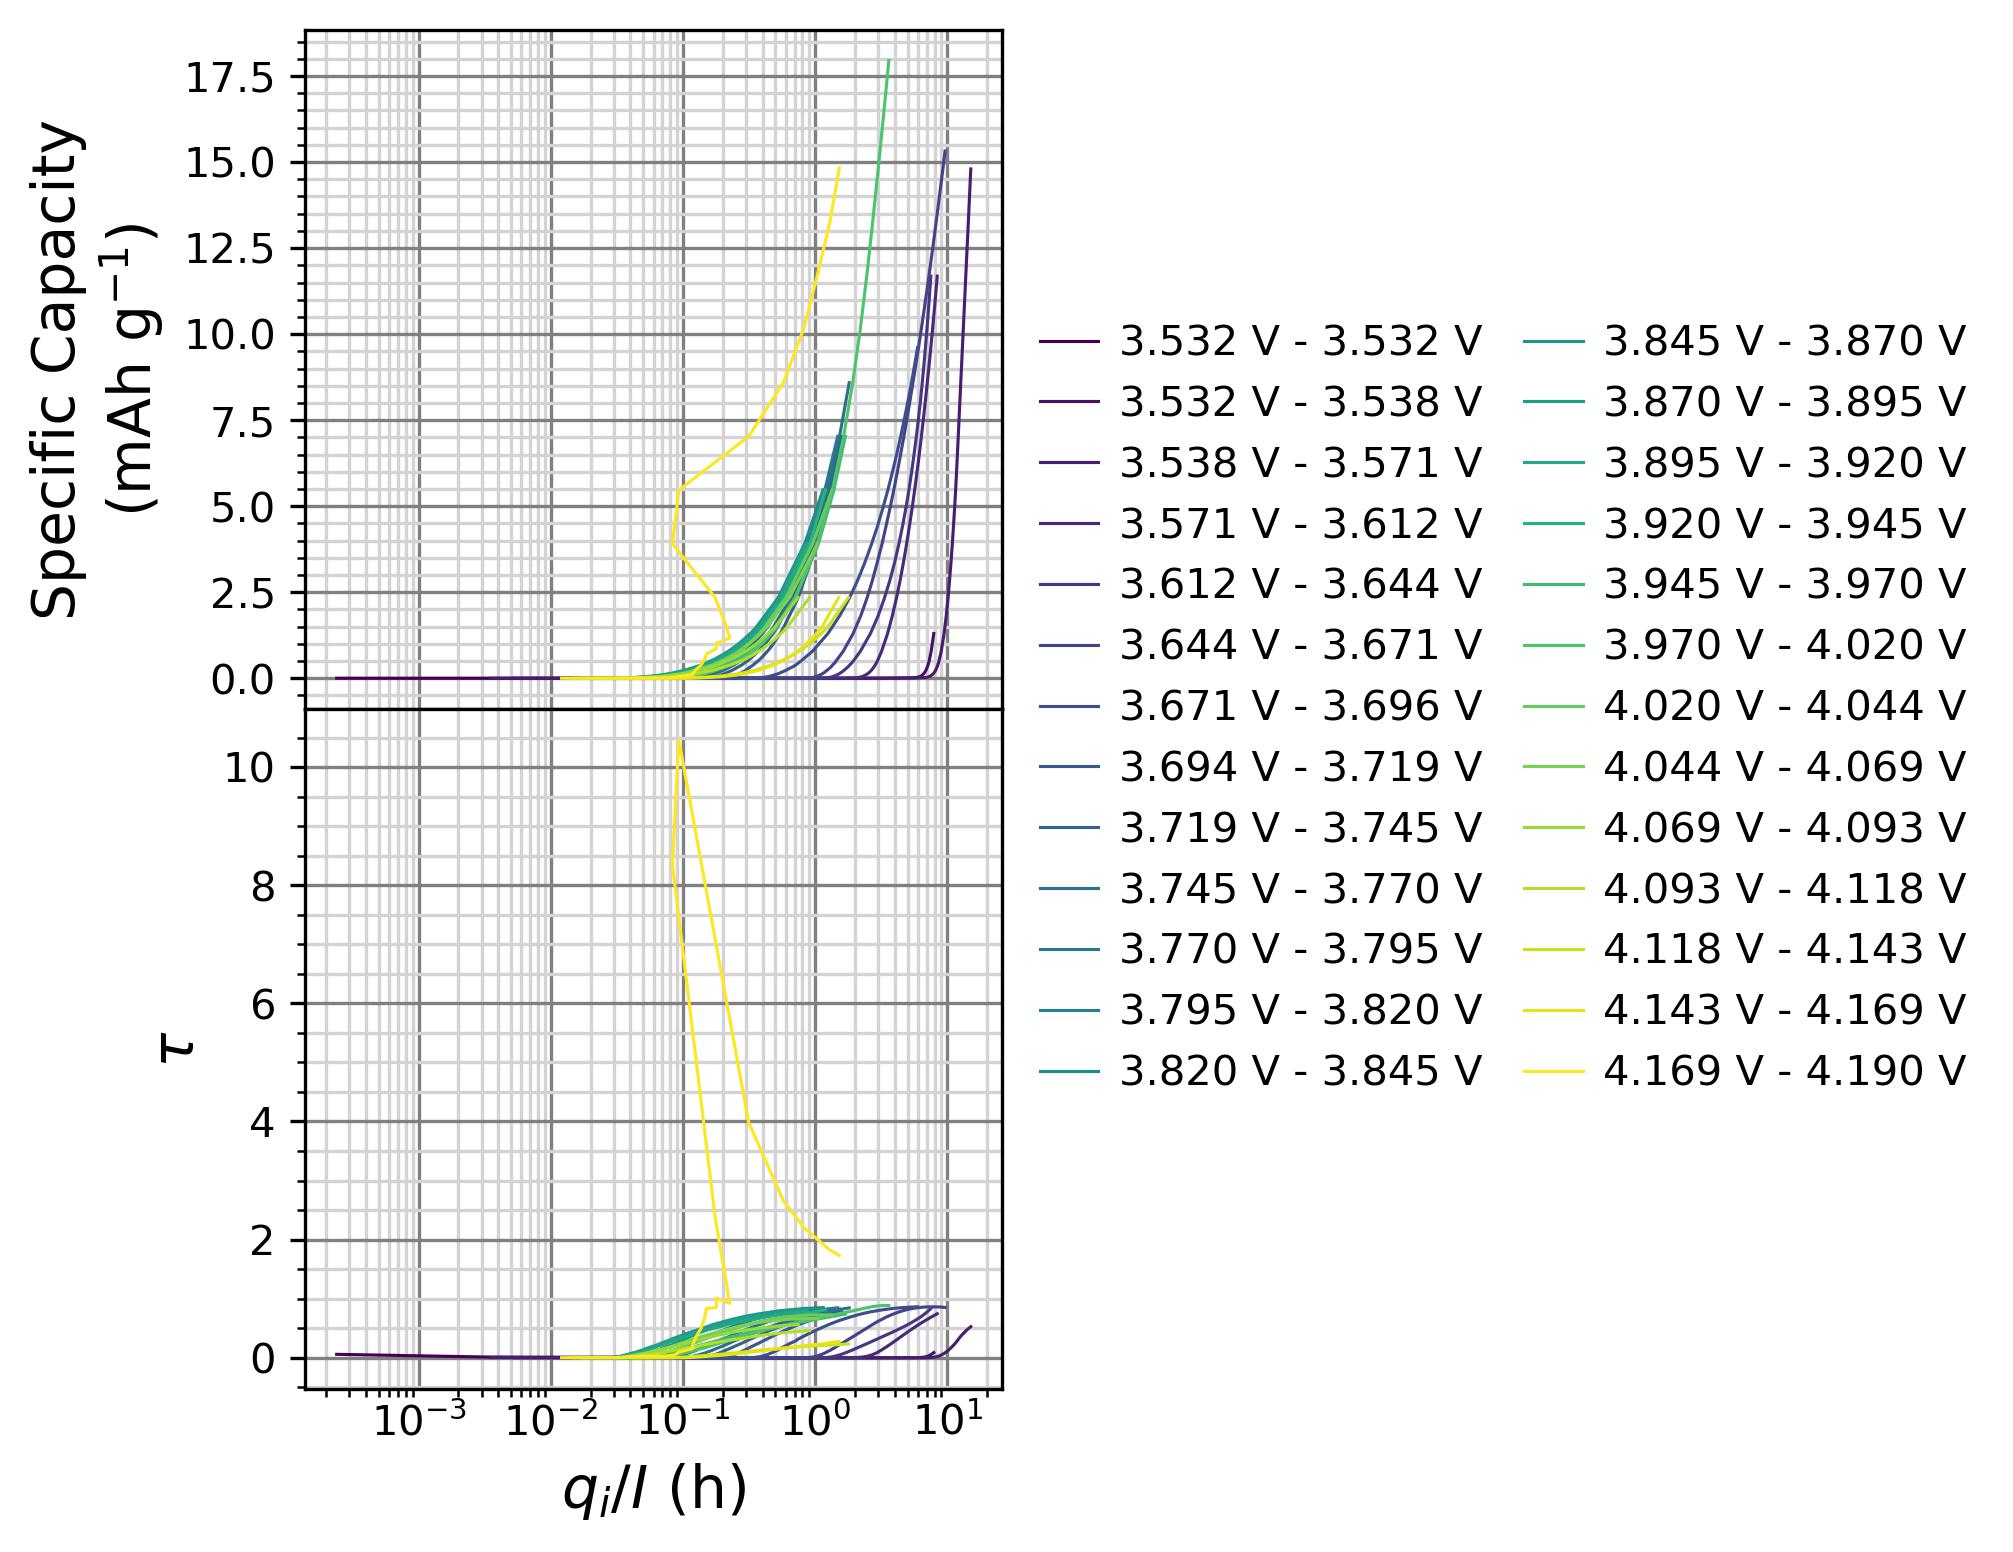 Specific Capacity
(mAh g⁻¹)
17.5
15.0
12.5
10.0
7.5
5.0
2.5
0.0
τ
10
8
6
4
2
0
10⁻³ 10⁻² 10⁻¹ 10⁰ 10¹
qᵢ/I (h)
3.532 V - 3.532 V
3.532 V - 3.538 V
3.538 V - 3.571 V
3.571 V - 3.612 V
3.612 V - 3.644 V
3.644 V - 3.671 V
3.671 V - 3.696 V
3.694 V - 3.719 V
3.719 V - 3.745 V
3.745 V - 3.770 V
3.770 V - 3.795 V
3.795 V - 3.820 V
3.820 V - 3.845 V
3.845 V - 3.870 V
3.870 V - 3.895 V
3.895 V - 3.920 V
3.920 V - 3.945 V
3.945 V - 3.970 V
3.970 V - 4.020 V
4.020 V - 4.044 V
4.044 V - 4.069 V
4.069 V - 4.093 V
4.093 V - 4.118 V
4.118 V - 4.143 V
4.143 V - 4.169 V
4.169 V - 4.190 V